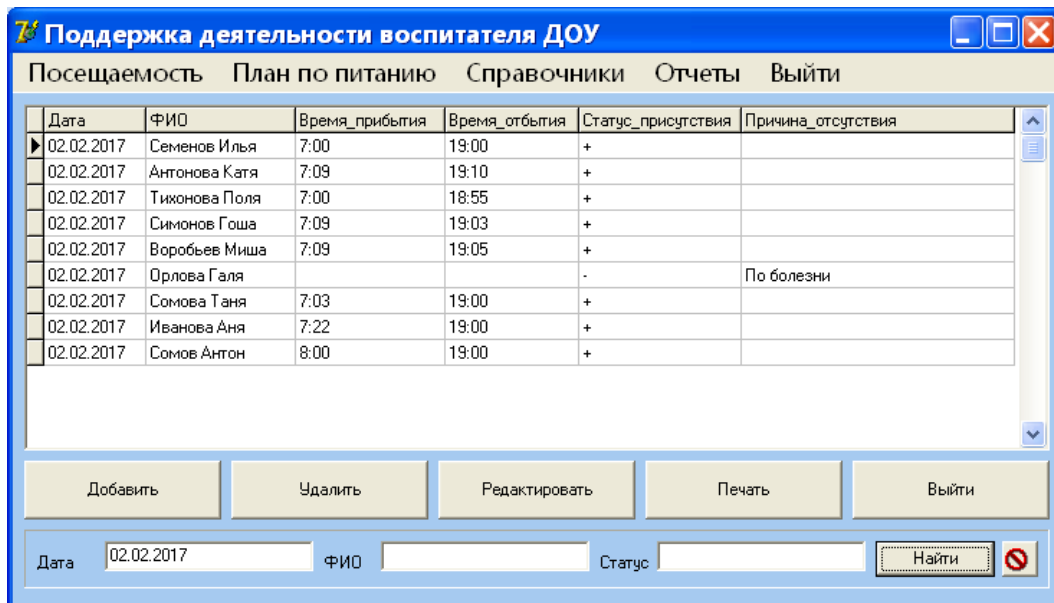 Поддержка деятельности воспитателя ДОУ
Посещаемость План по питанию Справочники Отчеты Выйти
Дата ФИО Время_прибытия Время_отбытия Статус_присутствия Причина_отсутствия
02.02.2017 Семенов Илья 7:00 19:00 +
02.02.2017 Антонова Катя 7:09 19:10 +
02.02.2017 Тихонова Поля 7:00 18:55 +
02.02.2017 Симонов Гоша 7:09 19:03 +
02.02.2017 Воробьев Миша 7:09 19:05 +
02.02.2017 Орлова Галя - По болезни
02.02.2017 Сомова Таня 7:03 19:00 +
02.02.2017 Иванова Аня 7:22 19:00 +
02.02.2017 Сомов Антон 8:00 19:00 +
Добавить Удалить Редактировать Печать Выйти
Дата 02.02.2017 ФИО Статус Найти